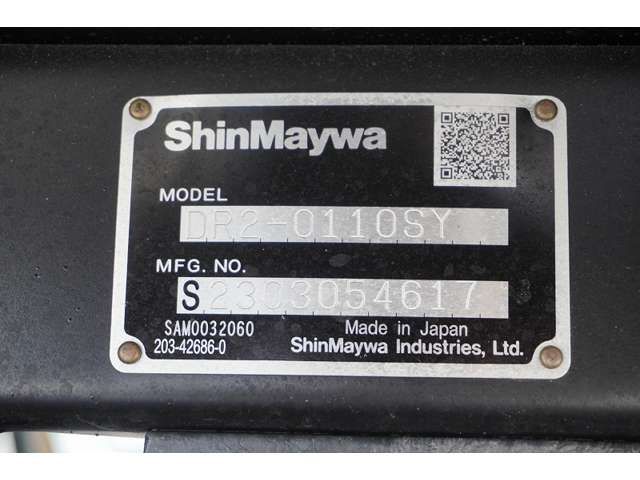 ShinMaywa
MODEL
DR2-0110SY
MFG. NO.
S2303054617
SAM0032060
Made in Japan
203-42686-0
ShinMaywa Industries, Ltd.